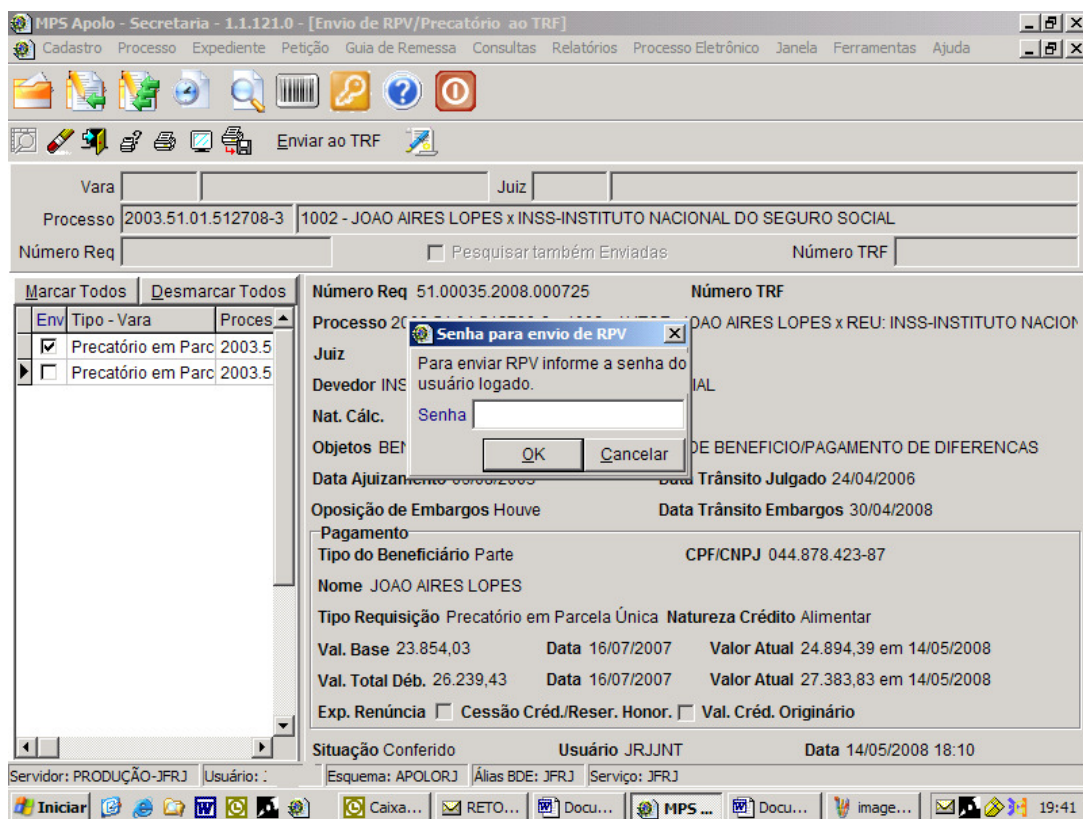 MPS Apolo - Secretaria - 1.1.121.0 - [Envio de RPV/Precatório ao TRF]
Cadastro Processo Expediente Petição Guia de Remessa Consultas Relatórios Processo Eletrônico Janela Ferramentas Ajuda
Enviar ao TRF
Vara Juiz
Processo 2003.51.01.512708-3 1002 - JOAO AIRES LOPES x INSS-INSTITUTO NACIONAL DO SEGURO SOCIAL
Número Req Pesquisar também Enviadas Número TRF
Marcar Todos Desmarcar Todos
Env Tipo - Vara Proces
Precatório em Parc 2003.5
Precatório em Parc 2003.5
Número Req 51.00035.2008.000725 Número TRF
Processo 20 OAO AIRES LOPES x REU: INSS-INSTITUTO NACION
Juiz
Devedor INS IAL
Nat. Cálc.
Objetos BEN DE BENEFICIO/PAGAMENTO DE DIFERENCAS
Data Ajuizamento Data Trânsito Julgado 24/04/2006
Oposição de Embargos Houve Data Trânsito Embargos 30/04/2008
Senha para envio de RPV
Para enviar RPV informe a senha do
usuário logado.
Senha
OK Cancelar
Pagamento
Tipo do Beneficiário Parte CPF/CNPJ 044.878.423-87
Nome JOAO AIRES LOPES
Tipo Requisição Precatório em Parcela Única Natureza Crédito Alimentar
Val. Base 23.854,03 Data 16/07/2007 Valor Atual 24.894,39 em 14/05/2008
Val. Total Déb. 26.239,43 Data 16/07/2007 Valor Atual 27.383,83 em 14/05/2008
Exp. Renúncia Cessão Créd./Reser. Honor. Val. Créd. Originário
Situação Conferido Usuário JRJJNT Data 14/05/2008 18:10
Servidor: PRODUÇÃO-JFRJ Usuário: Esquema: APOLORJ Álias BDE: JFRJ Serviço: JFRJ
Iniciar Caixa... RETO... Docu... MPS ... Docu... image... 19:41